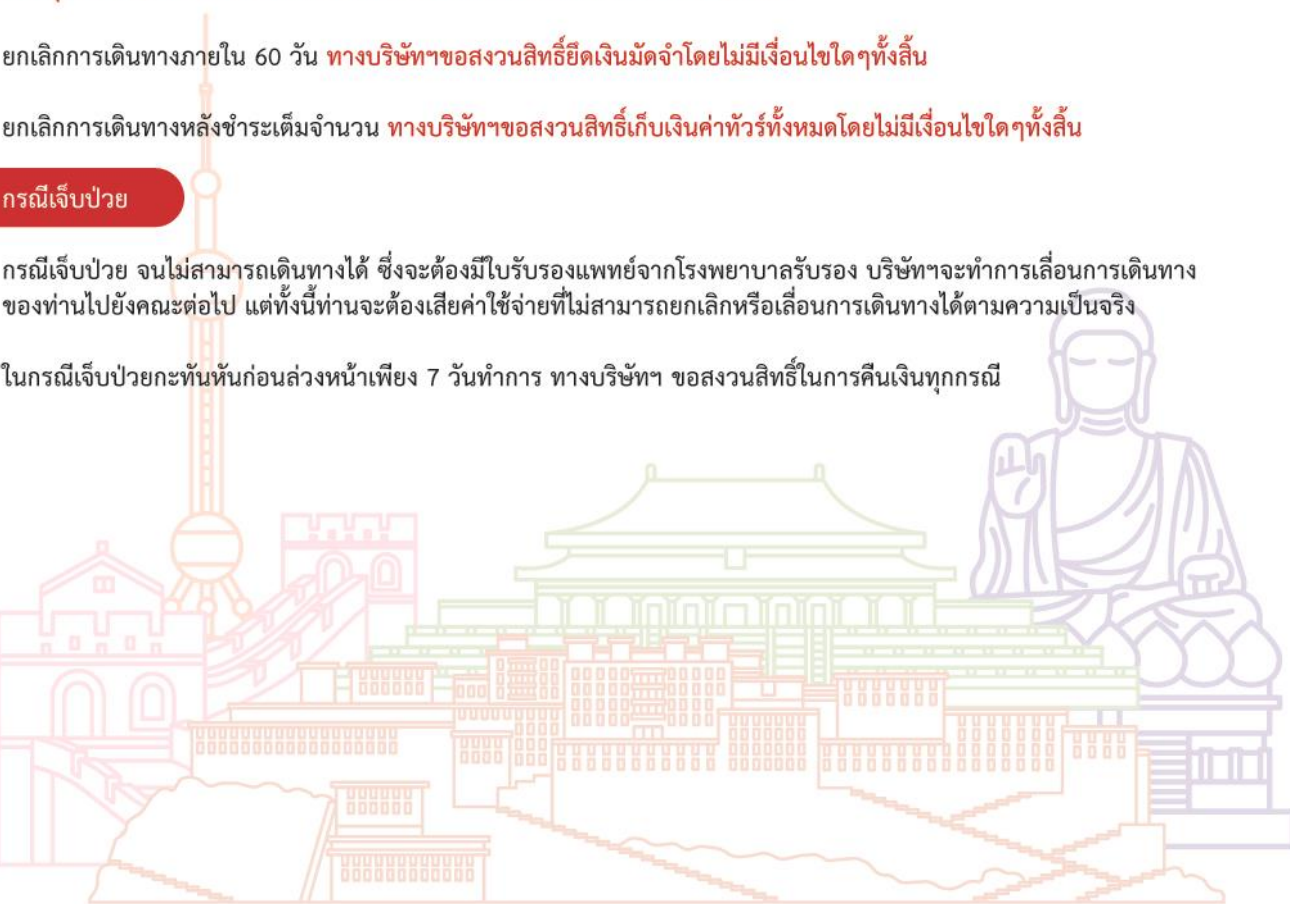 ยกเลิกการเดินทางภายใน 60 วัน ทางบริษัทฯขอสงวนสิทธิ์ยึดเงินมัดจำโดยไม่มีเงื่อนไขใดๆทั้งสิ้น
ยกเลิกการเดินทางหลังชำระเต็มจำนวน ทางบริษัทฯขอสงวนสิทธิ์เก็บเงินค่าทัวร์ทั้งหมดโดยไม่มีเงื่อนไขใดๆทั้งสิ้น
กรณีเจ็บป่วย
กรณีเจ็บป่วย จนไม่สามารถเดินทางได้ ซึ่งจะต้องมีใบรับรองแพทย์จากโรงพยาบาลรับรอง บริษัทฯจะทำการเลื่อนการเดินทาง
ของท่านไปยังคณะต่อไป แต่ทั้งนี้ท่านจะต้องเสียค่าใช้จ่ายที่ไม่สามารถยกเลิกหรือเลื่อนการเดินทางได้ตามความเป็นจริง
ในกรณีเจ็บป่วยกะทันหันก่อนล่วงหน้าเพียง 7 วันทำการ ทางบริษัทฯ ขอสงวนสิทธิ์ในการคืนเงินทุกกรณี